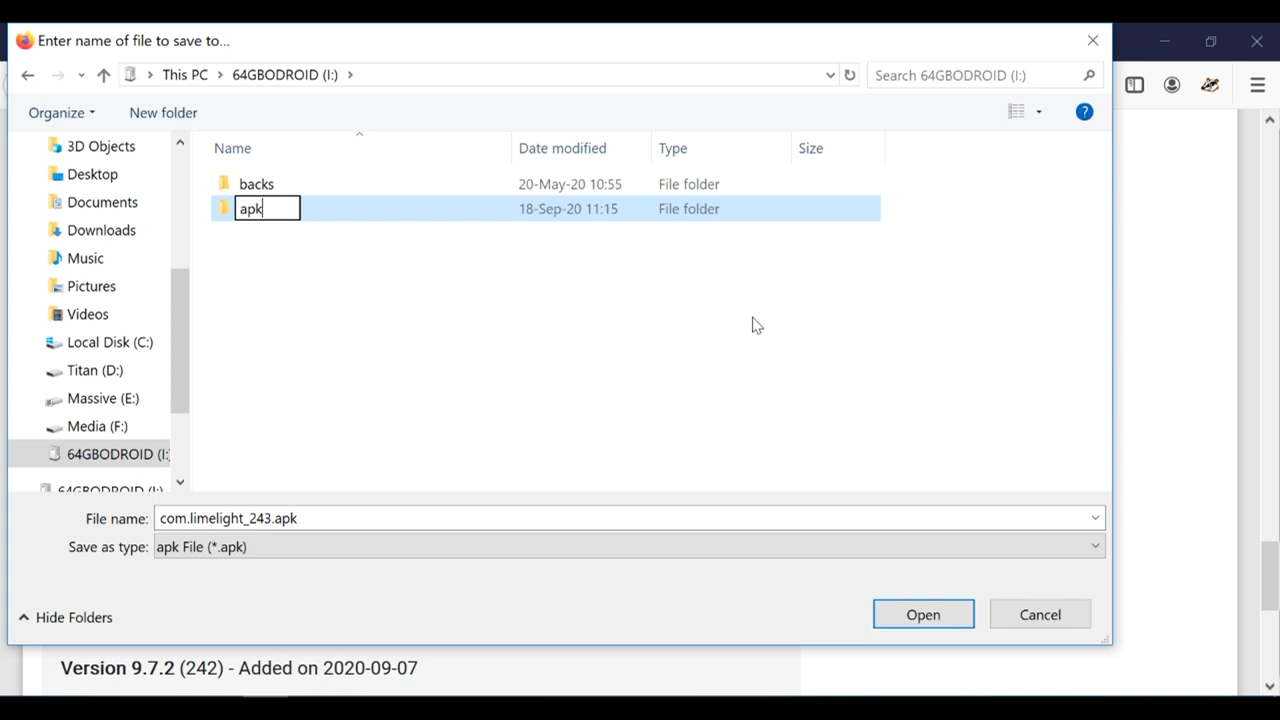 Enter name of file to save to...
This PC > 64GBODROID (I:) >
Search 64GBODROID (I:)
Organize
New folder
?
Name
Date modified
Type
Size
backs
20-May-20 10:55
File folder
apk
18-Sep-20 11:15
File folder
3D Objects
Desktop
Documents
Downloads
Music
Pictures
Videos
Local Disk (C:)
Titan (D:)
Massive (E:)
Media (F:)
64GBODROID (I:)
64GBODROID (I:)
File name: com.limelight_243.apk
Save as type: apk File (*.apk)
Hide Folders
Open
Cancel
Version 9.7.2 (242) - Added on 2020-09-07